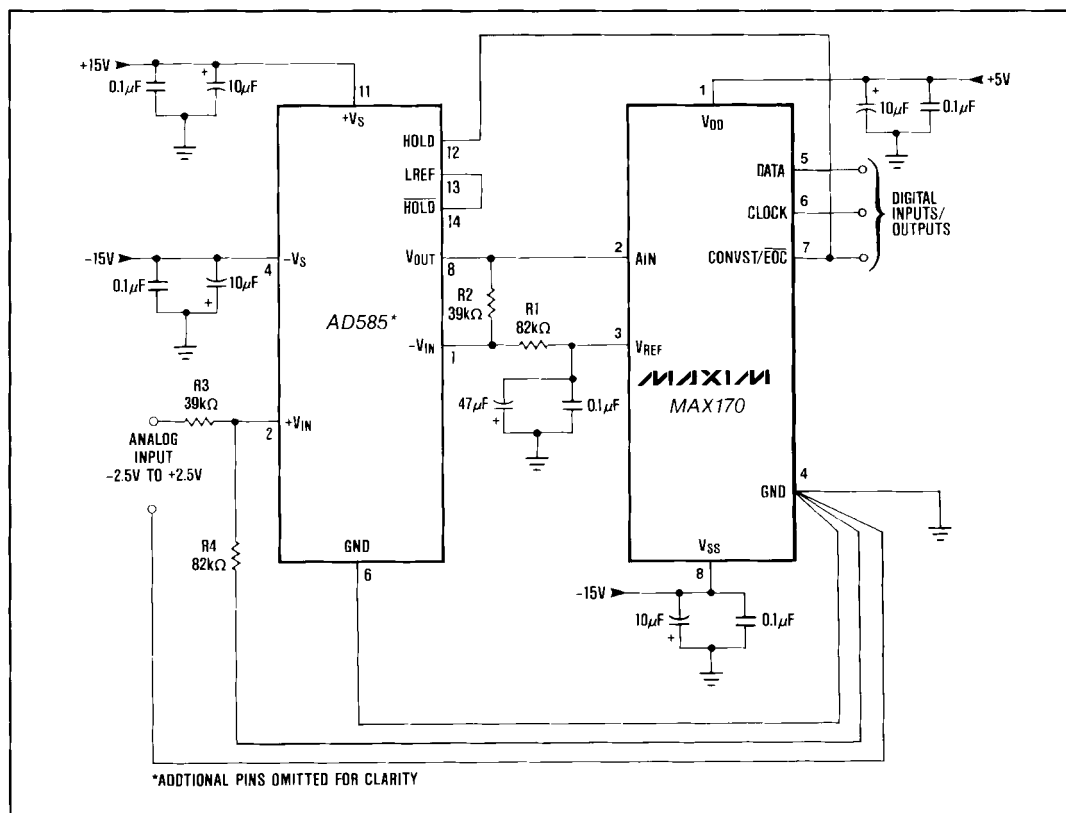 +15V
0.1μF
10μF
+
11
+VS
HOLD
12
LREF
13
HOLD
14
-15V
4
-VS
0.1μF
10μF
+
VOUT
8
AD585*
-VIN
1
R2
39kΩ
R1
82kΩ
47μF
+
0.1μF
R3
39kΩ
2
+VIN
ANALOG
INPUT
-2.5V TO +2.5V
R4
82kΩ
GND
6
1
VDD
+5V
+
10μF
0.1μF
DATA
5
CLOCK
6
CONVST/EOC
7
DIGITAL
INPUTS/
OUTPUTS
2
AIN
3
VREF
MAXIM
MAX170
4
GND
VSS
8
-15V
10μF
+
0.1μF
*ADDTIONAL PINS OMITTED FOR CLARITY